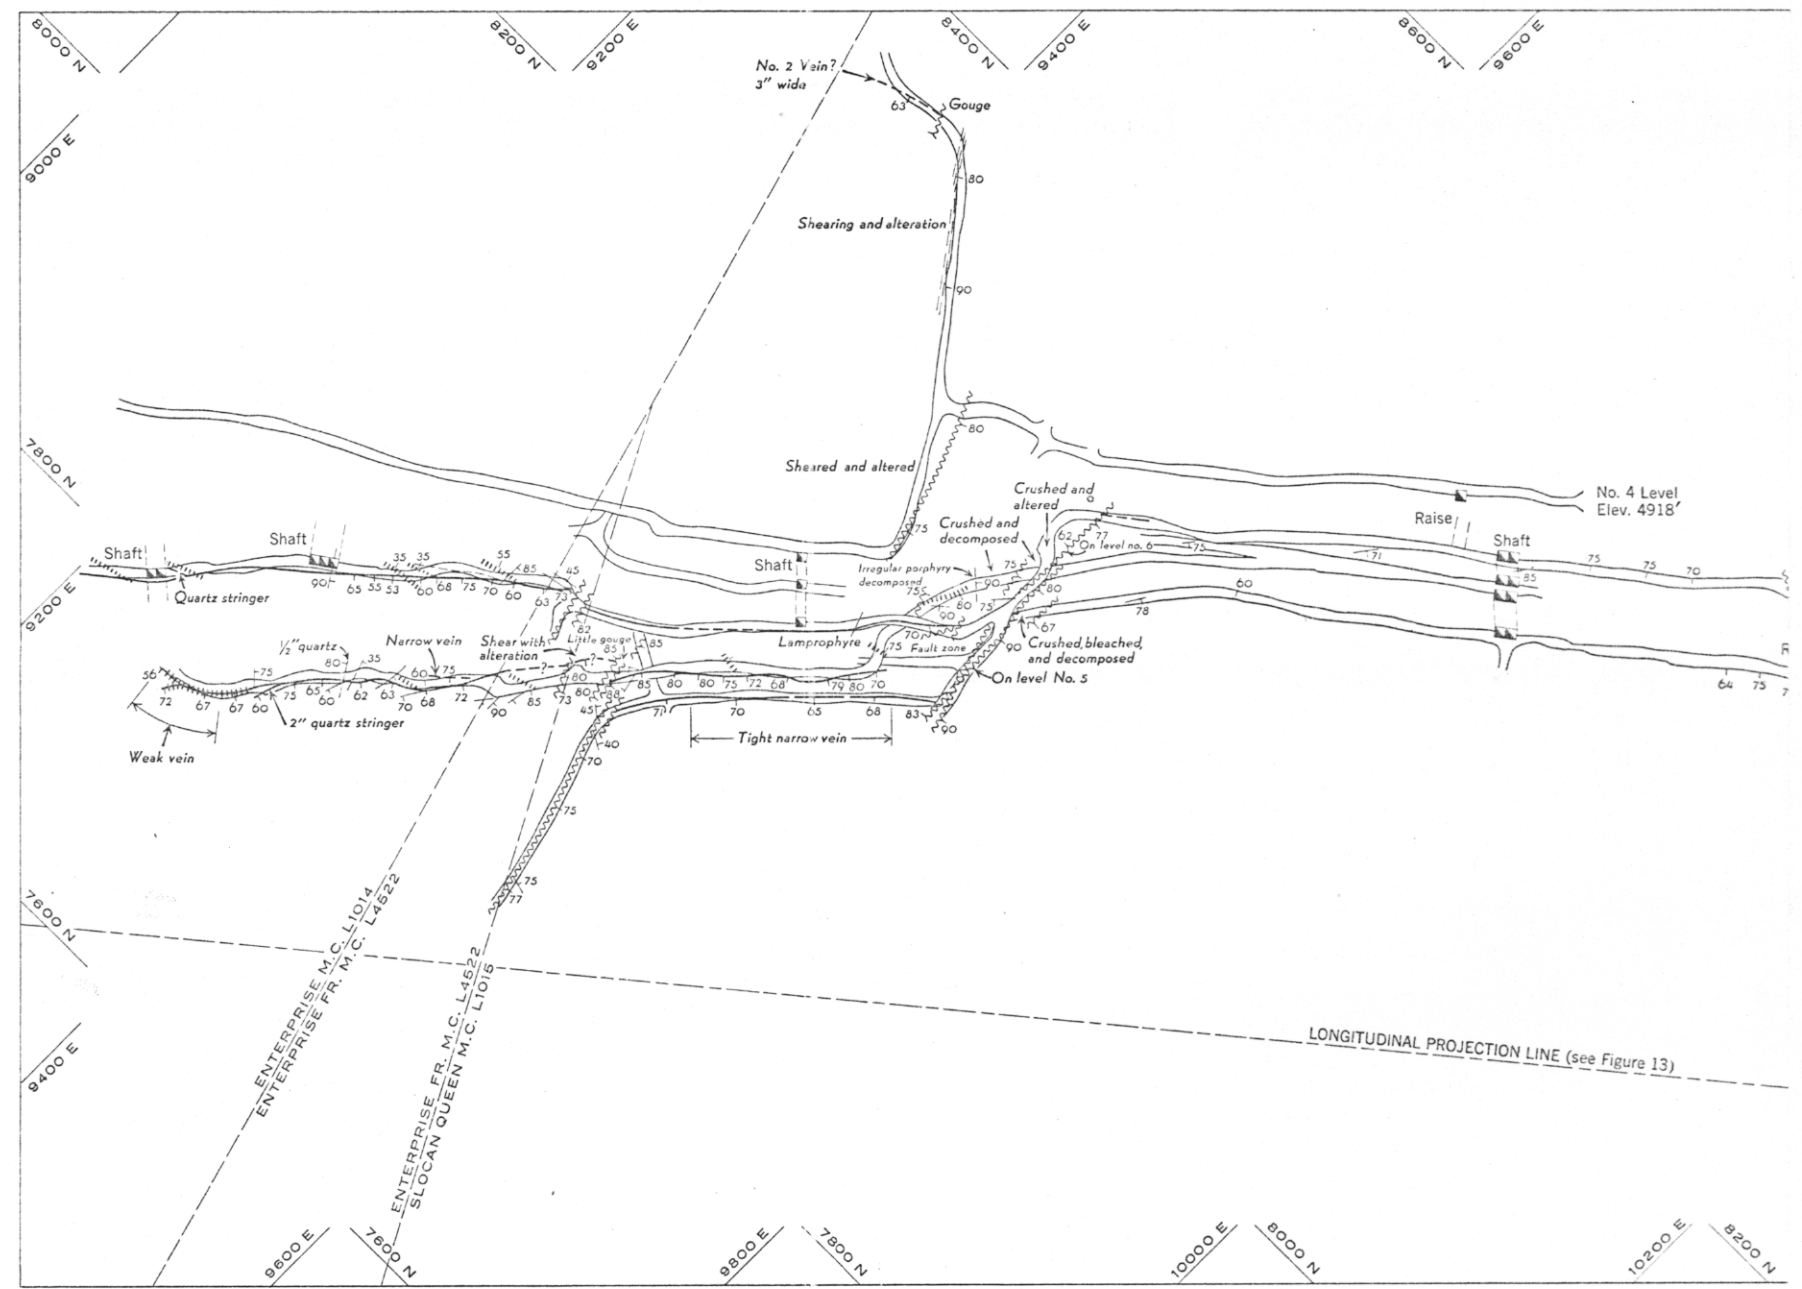 8000 N
8200 N
9200 E
8400 N
9400 E
8600 N
9600 E
No. 2 Vein?
3" wide
63
Gouge
9000 E
80
Shearing and alteration
90
80
7800 N
Sheared and altered
75
Crushed and
altered
No. 4 Level
Elev. 4918'
Raise
Crushed and
decomposed
62
77
On level no. 6
75
71
Shaft
85
75
75
70
Shaft
Shaft
Shaft
35
35
55
85
45
Irregular porphyry
decomposed
75
90
75
80
75
80
90
60
78
67
Quartz stringer
90
65
55
53
60
68
75
70
60
63
73
82
9200 E
1/2" quartz
Narrow vein
Shear with
alteration
Little gouge
85
85
Lamprophyre
70
75
Fault zone
90
Crushed, bleached,
and decomposed
On level No. 5
56
75
80
35
60
75
?
?
80
80
88
85
80
80
75
72
68
79
80
70
72
67
67
60
75
65
60
62
63
70
68
72
90
85
73
45
71
70
65
68
83
90
64
75
R
2" quartz stringer
Weak vein
Tight narrow vein
40
70
75
75
77
7600 N
ENTERPRISE M.C. L1014
ENTERPRISE FR. M.C. L4522
ENTERPRISE FR. M.C. L4522
SLOCAN QUEEN M.C. L1015
LONGITUDINAL PROJECTION LINE (see Figure 13)
9400 E
9600 E
7600 N
9800 E
7800 N
10000 E
8000 N
10200 E
8200 N